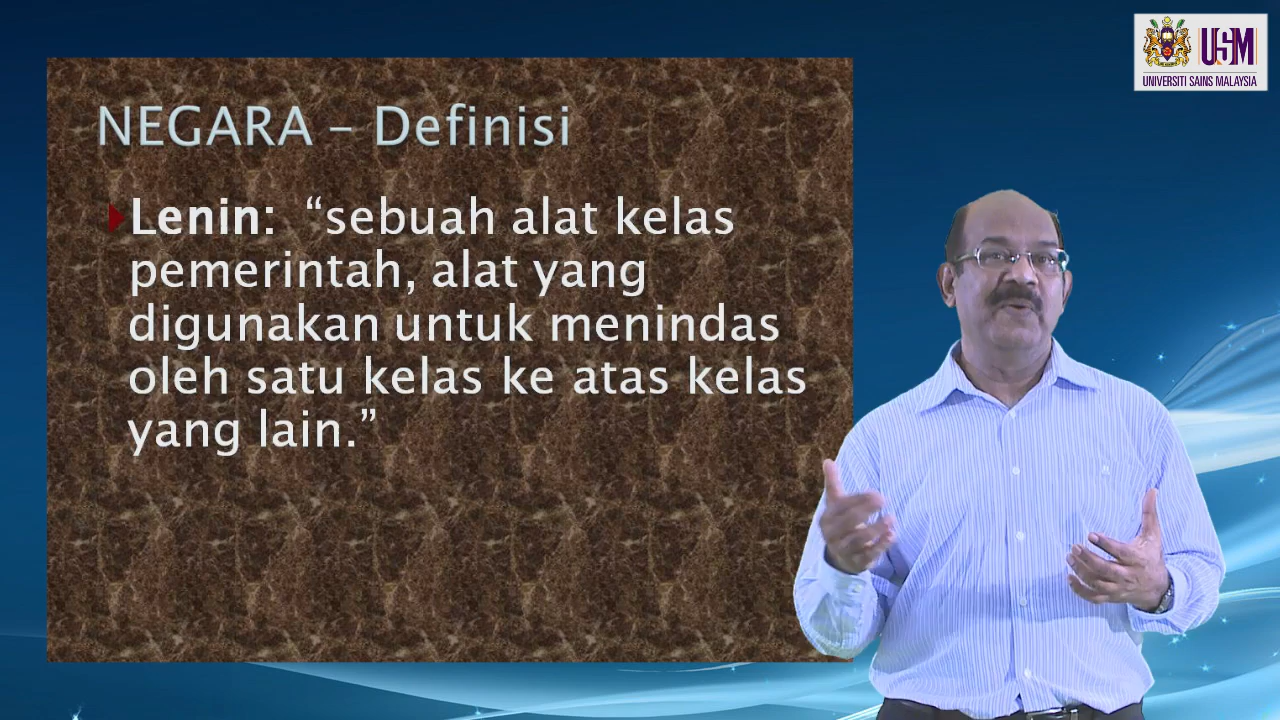 USM
UNIVERSITI SAINS MALAYSIA
NEGARA – Definisi
Lenin: “sebuah alat kelas
pemerintah, alat yang
digunakan untuk menindas
oleh satu kelas ke atas kelas
yang lain.”